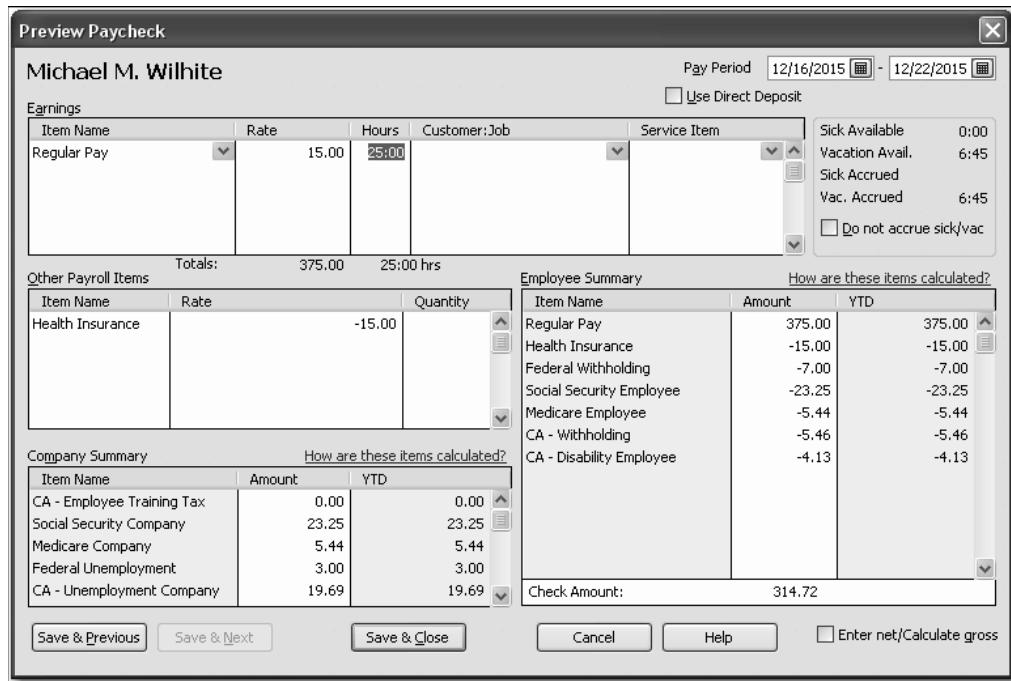 Preview Paycheck
Michael M. Wilhite
Pay Period 12/16/2015 - 12/22/2015
Use Direct Deposit
Earnings
Item Name Rate Hours Customer:Job Service Item
Regular Pay 15.00 25:00
Totals: 375.00 25:00 hrs
Sick Available 0:00
Vacation Avail. 6:45
Sick Accrued
Vac. Accrued 6:45
Do not accrue sick/vac
Other Payroll Items
Item Name Rate Quantity
Health Insurance -15.00
Employee Summary How are these items calculated?
Item Name Amount YTD
Regular Pay 375.00 375.00
Health Insurance -15.00 -15.00
Federal Withholding -7.00 -7.00
Social Security Employee -23.25 -23.25
Medicare Employee -5.44 -5.44
CA - Withholding -5.46 -5.46
CA - Disability Employee -4.13 -4.13
Check Amount: 314.72
Company Summary How are these items calculated?
Item Name Amount YTD
CA - Employee Training Tax 0.00 0.00
Social Security Company 23.25 23.25
Medicare Company 5.44 5.44
Federal Unemployment 3.00 3.00
CA - Unemployment Company 19.69 19.69
Save & Previous Save & Next Save & Close Cancel Help Enter net/Calculate gross